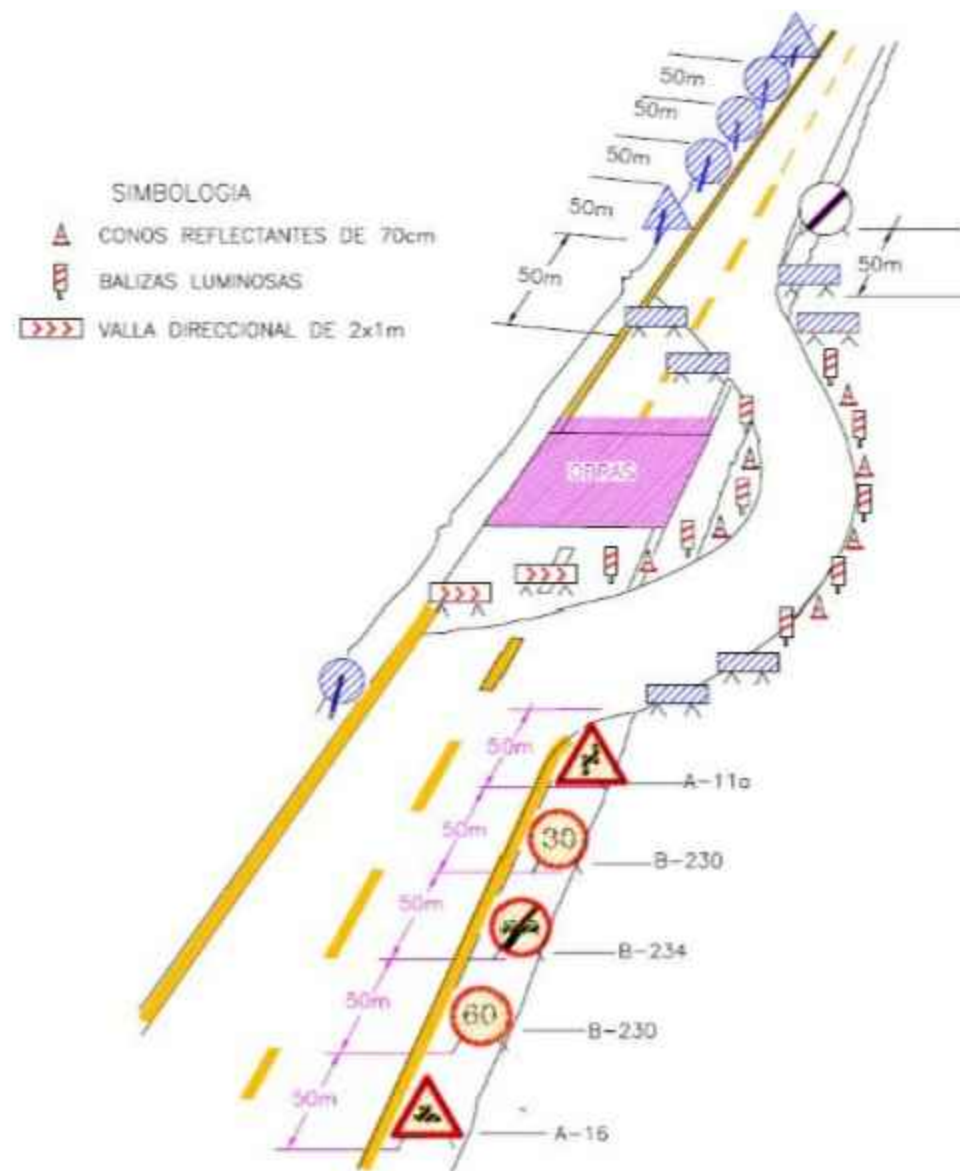 50m
50m
50m
50m
50m
50m
SIMBOLOGIA
CONOS REFLECTANTES DE 70cm
BALIZAS LUMINOSAS
VALLA DIRECCIONAL DE 2x1m
OBRAS
50m
A-11a
50m
30
B-230
50m
B-234
50m
60
B-230
50m
A-15